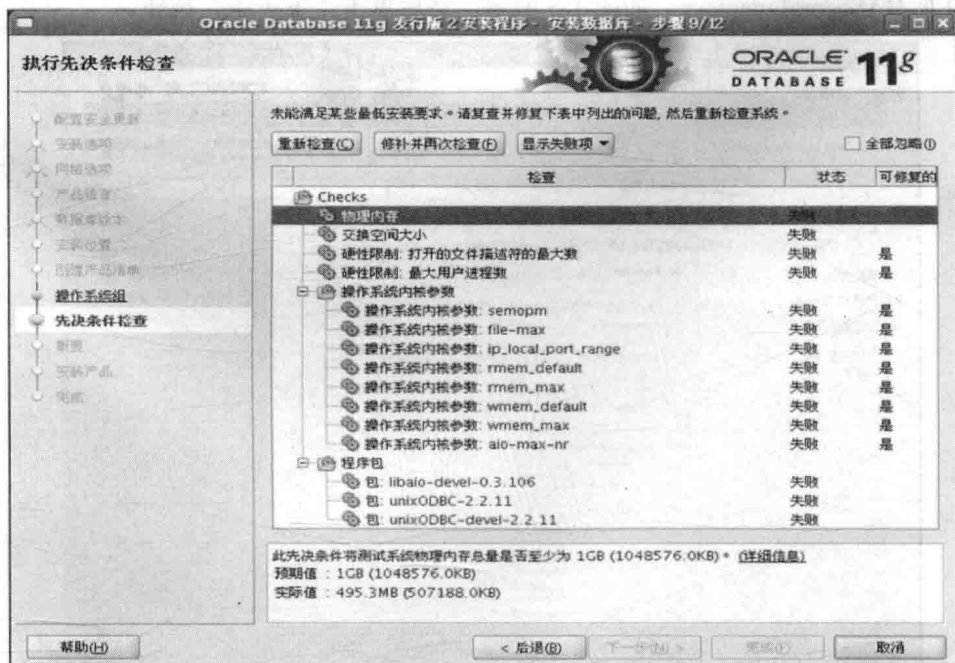 Oracle Database 11g 发行版 2 安装程序 - 安装数据库 - 步骤 9/12
执行先决条件检查
ORACLE
DATABASE 11g
安装选项
网格选项
产品语言
安装位置
操作系统组
先决条件检查
概要
安装产品
完成
未能满足某些最低安装要求。请复查并修复下表中列出的问题, 然后重新检查系统。
重新检查(C) 修补并再次检查(F) 显示失败项 全部忽略(I)
检查 状态 可修复的
Checks
物理内存 失败
交换空间大小 失败
硬性限制: 打开的文件描述符的最大数 失败 是
硬性限制: 最大用户进程数 失败 是
操作系统内核参数
操作系统内核参数: semopm 失败 是
操作系统内核参数: file-max 失败 是
操作系统内核参数: ip_local_port_range 失败 是
操作系统内核参数: rmem_default 失败 是
操作系统内核参数: rmem_max 失败 是
操作系统内核参数: wmem_default 失败 是
操作系统内核参数: wmem_max 失败 是
操作系统内核参数: aio-max-nr 失败 是
程序包
包: libaio-devel-0.3.106 失败
包: unixODBC-2.2.11 失败
包: unixODBC-devel-2.2.11 失败
此先决条件将测试系统物理内存总量是否至少为 1GB (1048576.0KB)。 (详细信息)
预期值 : 1GB (1048576.0KB)
实际值 : 495.3MB (507188.0KB)
帮助(H) < 后退(B) 下一步(N) > 完成(F) 取消